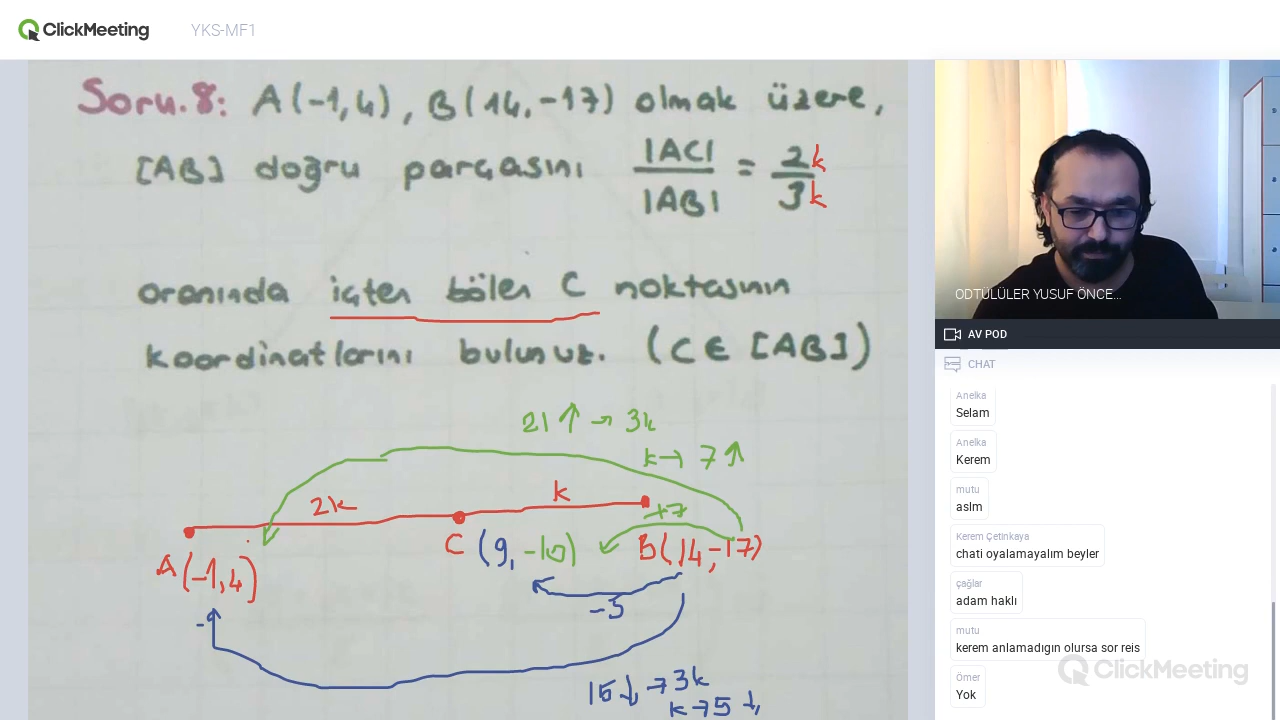 ClickMeeting
YKS-MF1
Soru.8: A(-1,4), B(14,-17) olmak üzere,
[AB] doğru parçasını |AC|/|AB| = 2k/3k
oranında içten bölen C noktasının
koordinatlarını bulunuz. (C∈[AB])
21↑→3k
k→7↑
2k
k
+7
A(-1,4)
C (9,-10)
B(14,-17)
-5
-
15↓→3k
k→5↓
ODTÜLÜLER YUSUF ÖNCE...
AV POD
CHAT
Anelka
Selam
Anelka
Kerem
mutu
aslm
Kerem Çetinkaya
chati oyalamayalım beyler
çağlar
adam haklı
mutu
kerem anlamadıgın olursa sor reis
Ömer
Yok
ClickMeeting